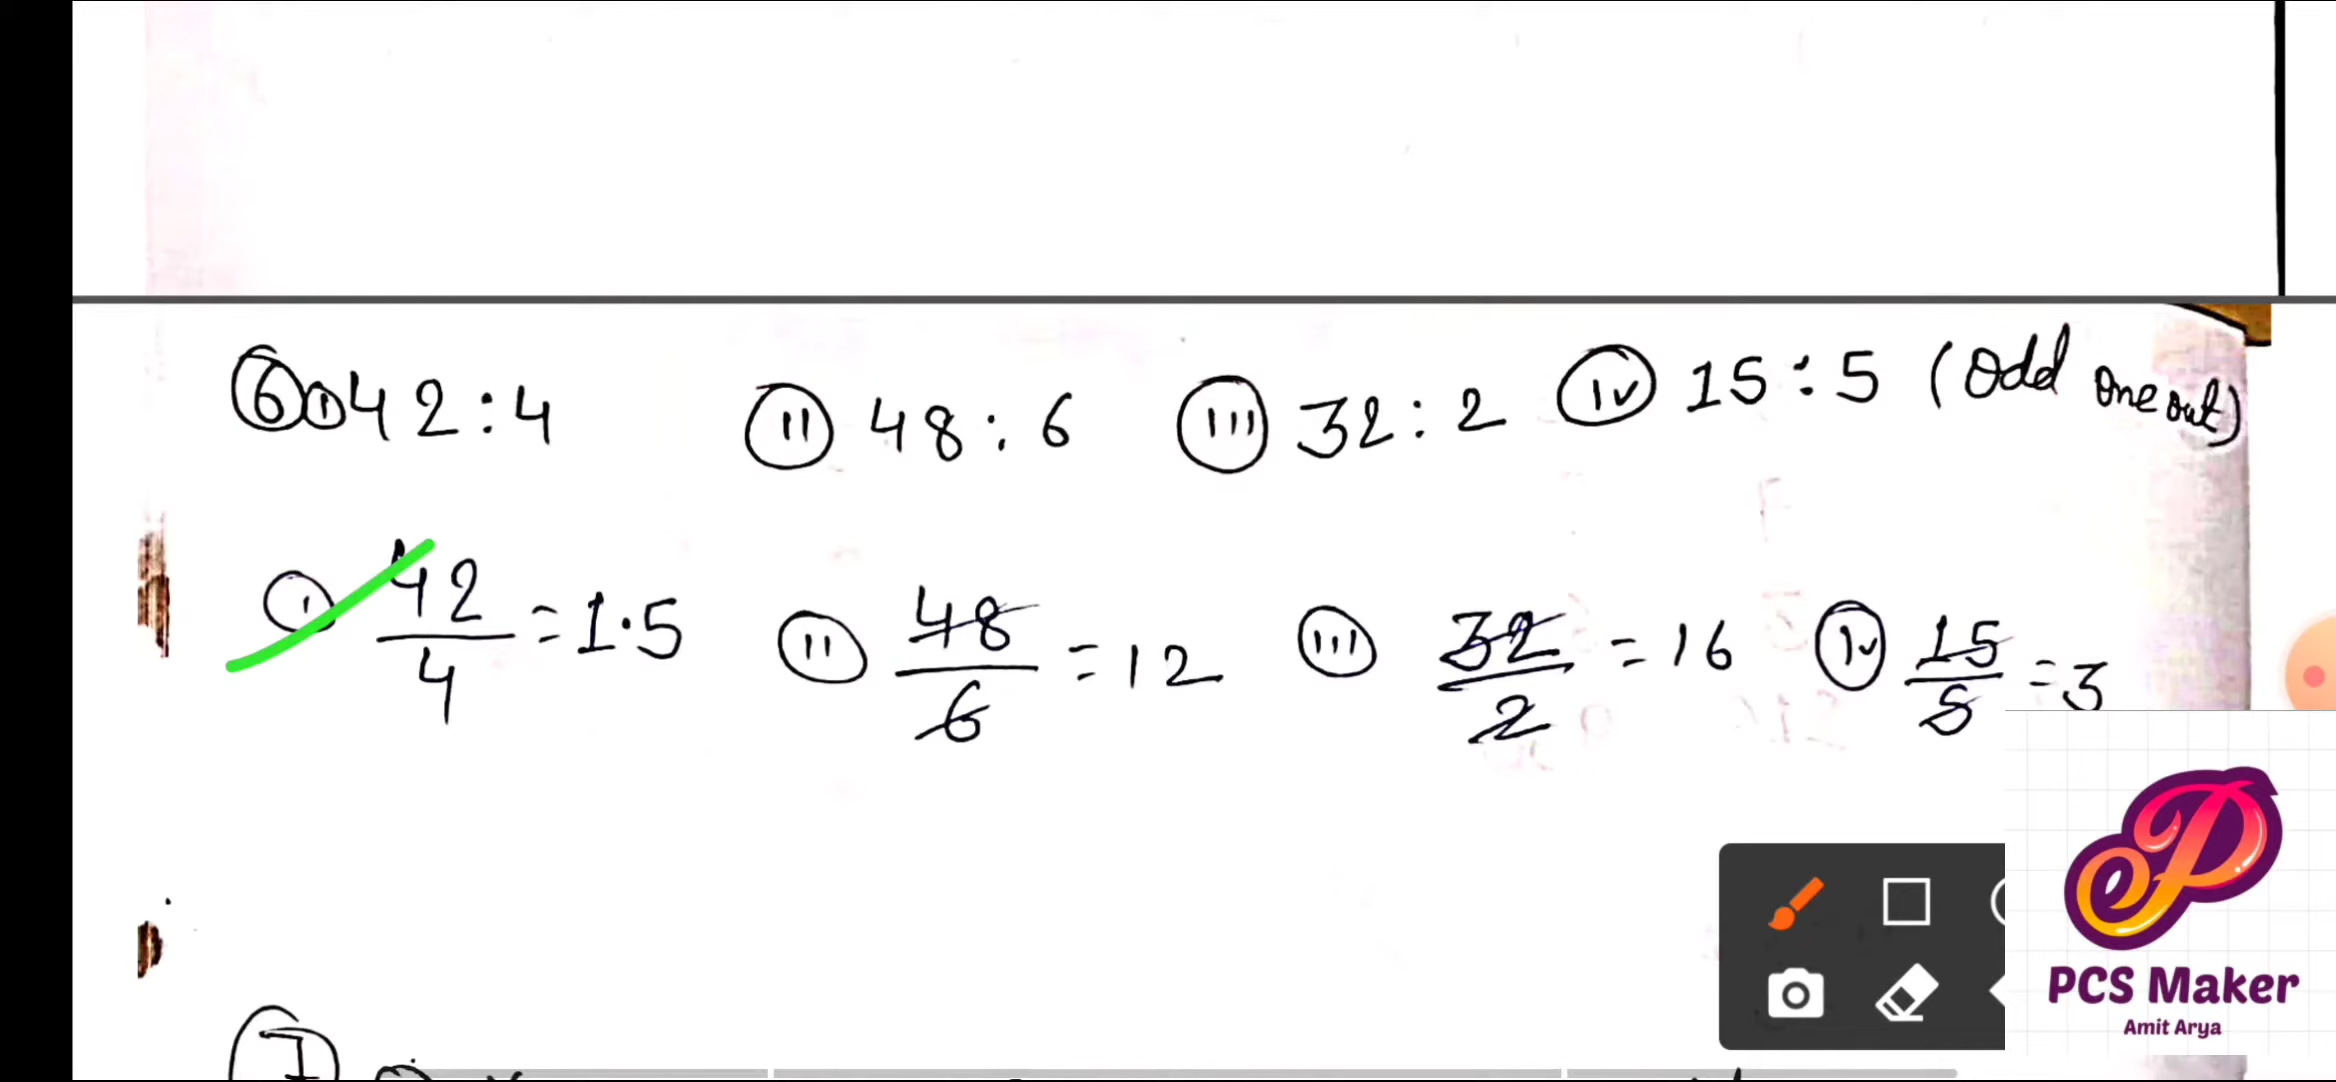 6 i 42 : 4 ii 48 : 6 iii 32 : 2 iv 15 : 5 (Odd One out)
i 42/4 = 1.5 ii 48/6 = 12 iii 32/2 = 16 iv 15/5 = 3
7
PCS Maker
Amit Arya